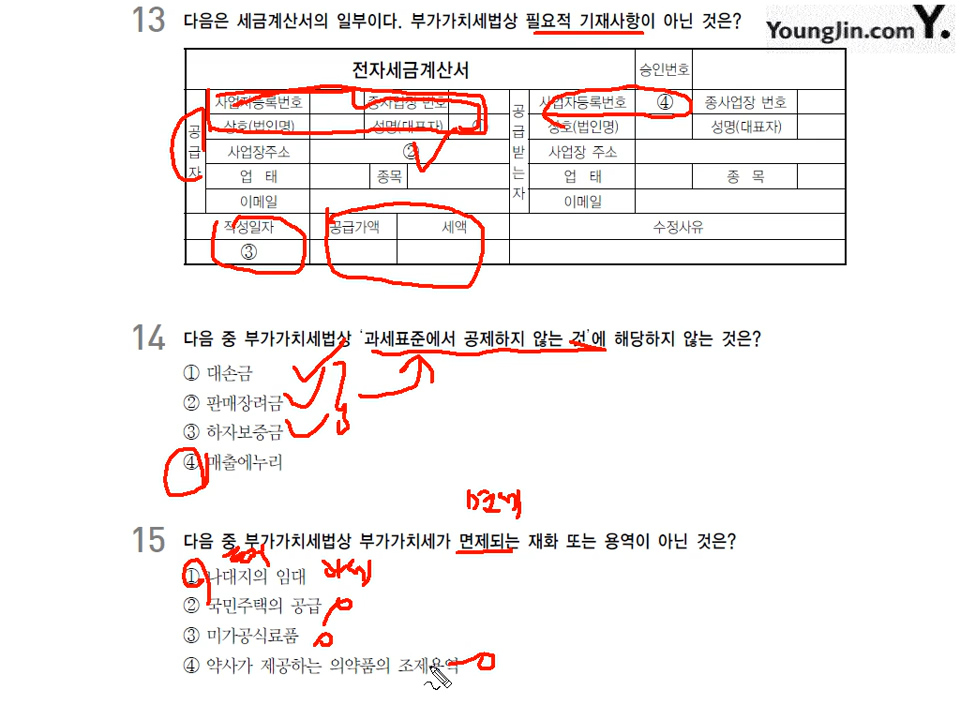 13 다음은 세금계산서의 일부이다. 부가가치세법상 필요적 기재사항이 아닌 것은?
YoungJin.com Y.
전자세금계산서 승인번호
공급자 사업자등록번호 종사업장 번호 공급받는자 사업자등록번호 ④ 종사업장 번호
상호(법인명) 성명(대표자) ① 상호(법인명) 성명(대표자)
사업장주소 ② 사업장 주소
업 태 종목 업 태 종 목
이메일 이메일
작성일자 공급가액 세액 수정사유
③
14 다음 중 부가가치세법상 ‘과세표준에서 공제하지 않는 것’에 해당하지 않는 것은?
① 대손금
② 판매장려금
③ 하자보증금
④ 매출에누리
15 다음 중 부가가치세법상 부가가치세가 면제되는 재화 또는 용역이 아닌 것은?
① 나대지의 임대
② 국민주택의 공급
③ 미가공식료품
④ 약사가 제공하는 의약품의 조제용역